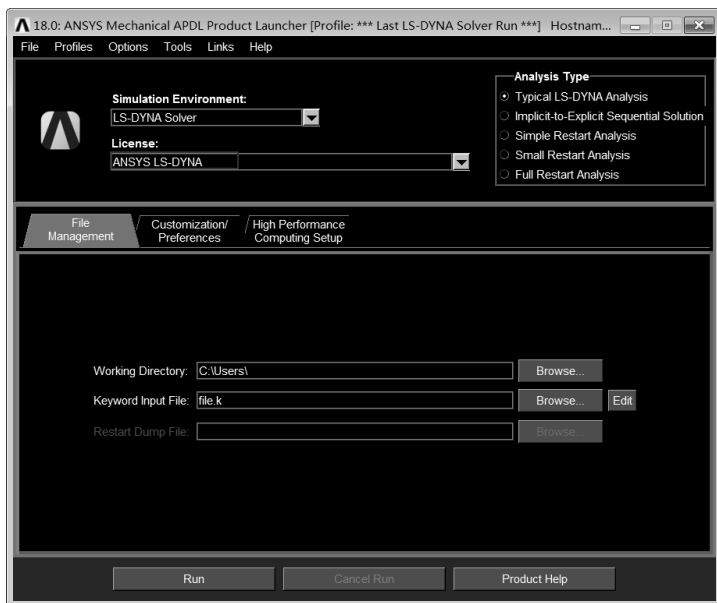 18.0: ANSYS Mechanical APDL Product Launcher [Profile: *** Last LS-DYNA Solver Run ***] Hostnam...
File Profiles Options Tools Links Help
Simulation Environment:
LS-DYNA Solver
License:
ANSYS LS-DYNA
Analysis Type
Typical LS-DYNA Analysis
Implicit-to-Explicit Sequential Solution
Simple Restart Analysis
Small Restart Analysis
Full Restart Analysis
File
Management
Customization/
Preferences
High Performance
Computing Setup
Working Directory: C:\Users\ Browse...
Keyword Input File: file.k Browse... Edit
Restart Dump File: Browse...
Run Cancel Run Product Help